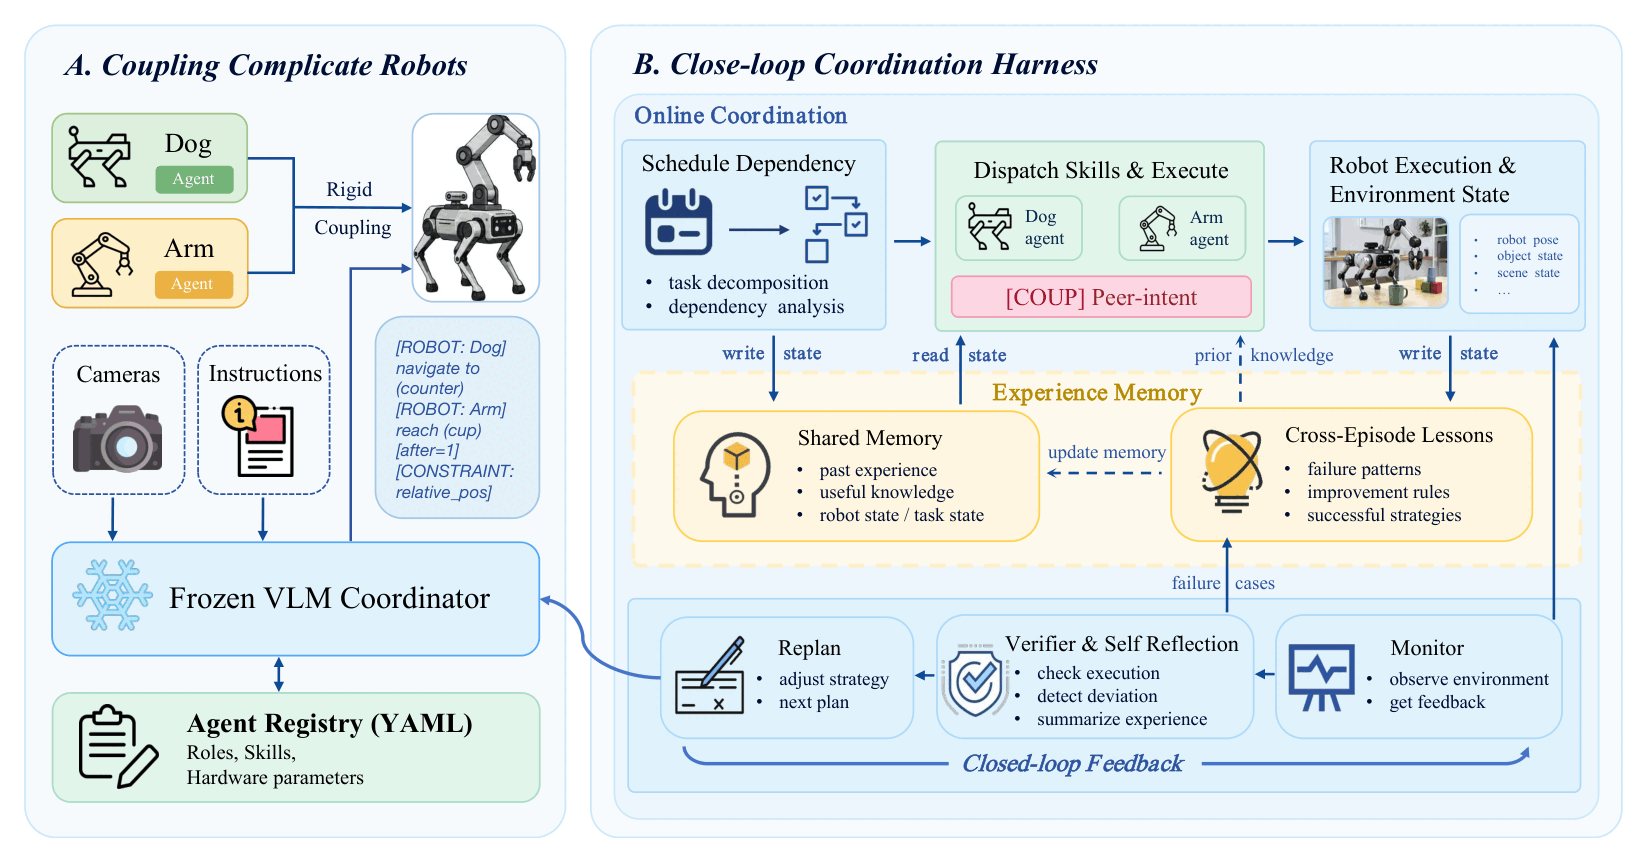 A. Coupling Complicate Robots
Dog
Agent
Arm
Agent
Rigid
Coupling
Cameras
Instructions
[ROBOT: Dog]
navigate to
(counter)
[ROBOT: Arm]
reach (cup)
[after=1]
[CONSTRAINT:
relative_pos]
Frozen VLM Coordinator
Agent Registry (YAML)
Roles, Skills,
Hardware parameters
B. Close-loop Coordination Harness
Online Coordination
Schedule Dependency
• task decomposition
• dependency analysis
Dispatch Skills & Execute
Dog
agent
Arm
agent
[COUP] Peer-intent
Robot Execution &
Environment State
• robot pose
• object state
• scene state
• ...
write state
read state
prior knowledge
write state
Experience Memory
Shared Memory
• past experience
• useful knowledge
• robot state / task state
update memory
Cross-Episode Lessons
• failure patterns
• improvement rules
• successful strategies
failure cases
Replan
• adjust strategy
• next plan
Verifier & Self Reflection
• check execution
• detect deviation
• summarize experience
Monitor
• observe environment
• get feedback
Closed-loop Feedback